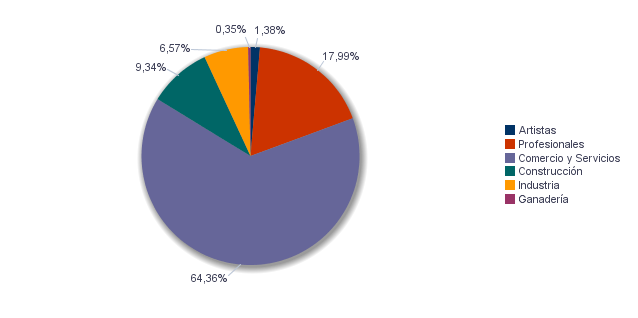 0,35%
1,38%
6,57%
17,99%
9,34%
64,36%
Artistas
Profesionales
Comercio y Servicios
Construcción
Industria
Ganadería